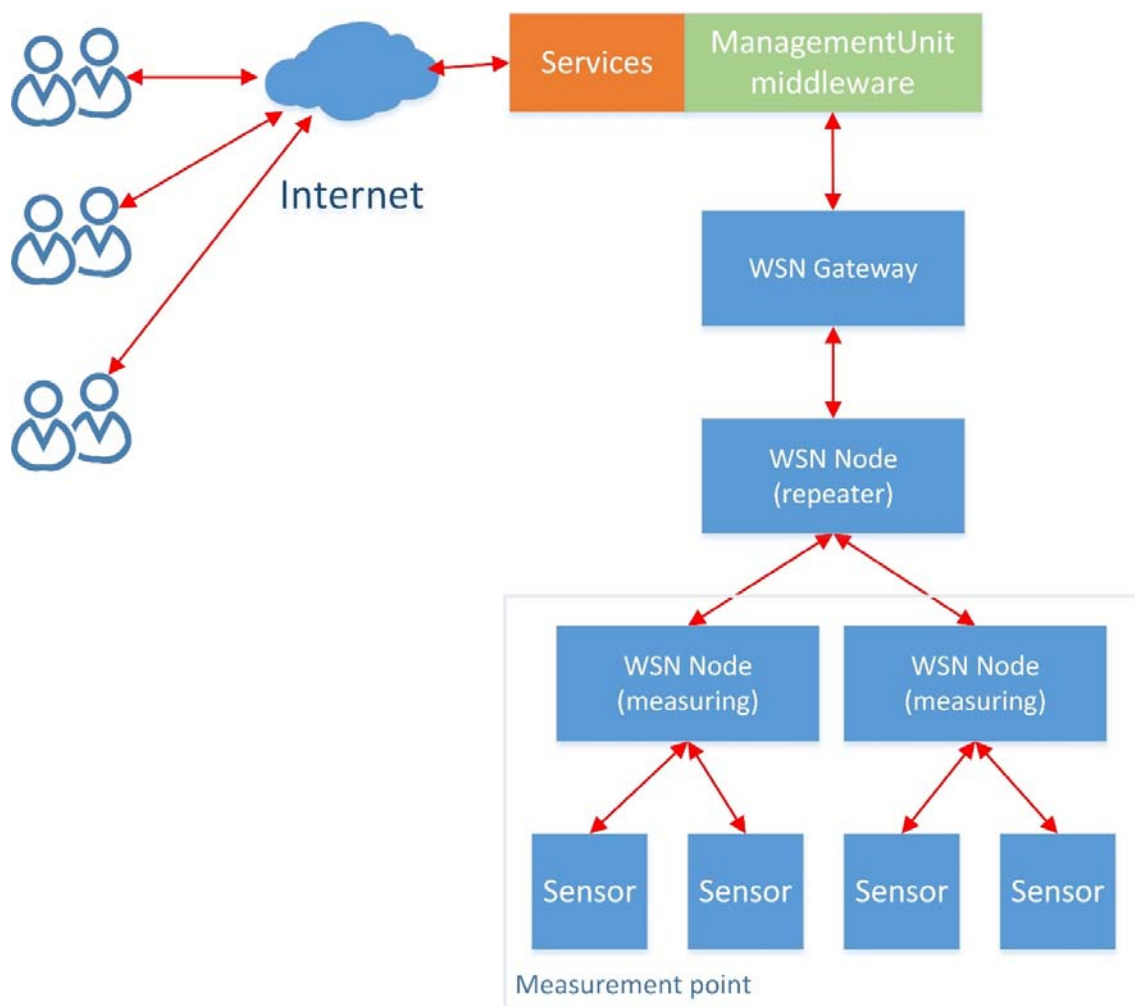 Services
ManagementUnit
middleware
Internet
WSN Gateway
WSN Node
(repeater)
WSN Node
(measuring)
WSN Node
(measuring)
Sensor
Sensor
Sensor
Sensor
Measurement point